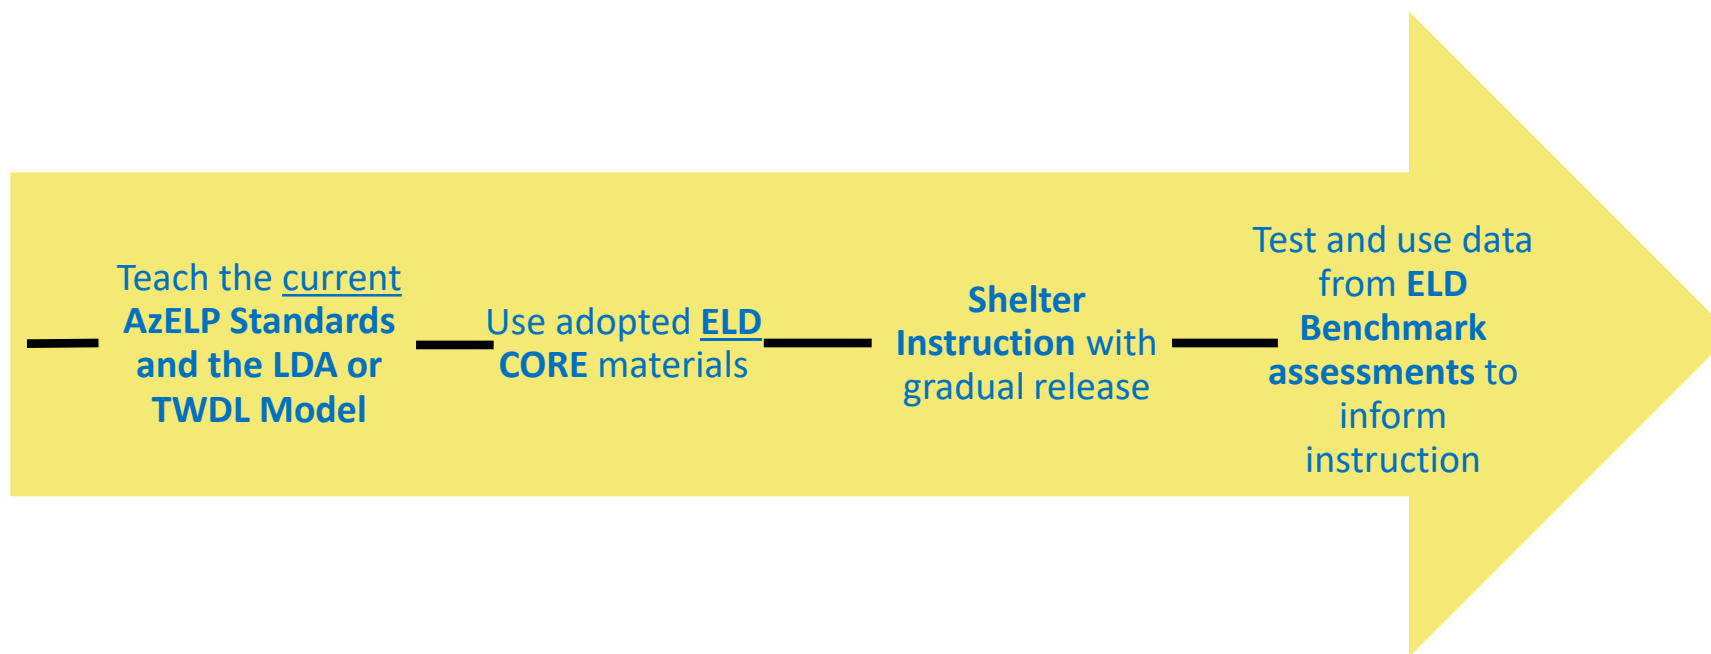 Teach the current
AzELP Standards
and the LDA or
TWDL Model
Use adopted ELD
CORE materials
Shelter
Instruction with
gradual release
Test and use data
from ELD
Benchmark
assessments to
inform
instruction